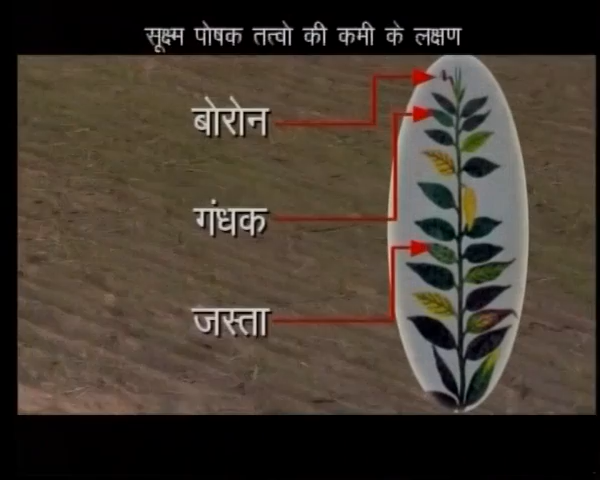 सूक्ष्म पोषक तत्वो की कमी के लक्षण
बोरोन
गंधक
जस्ता